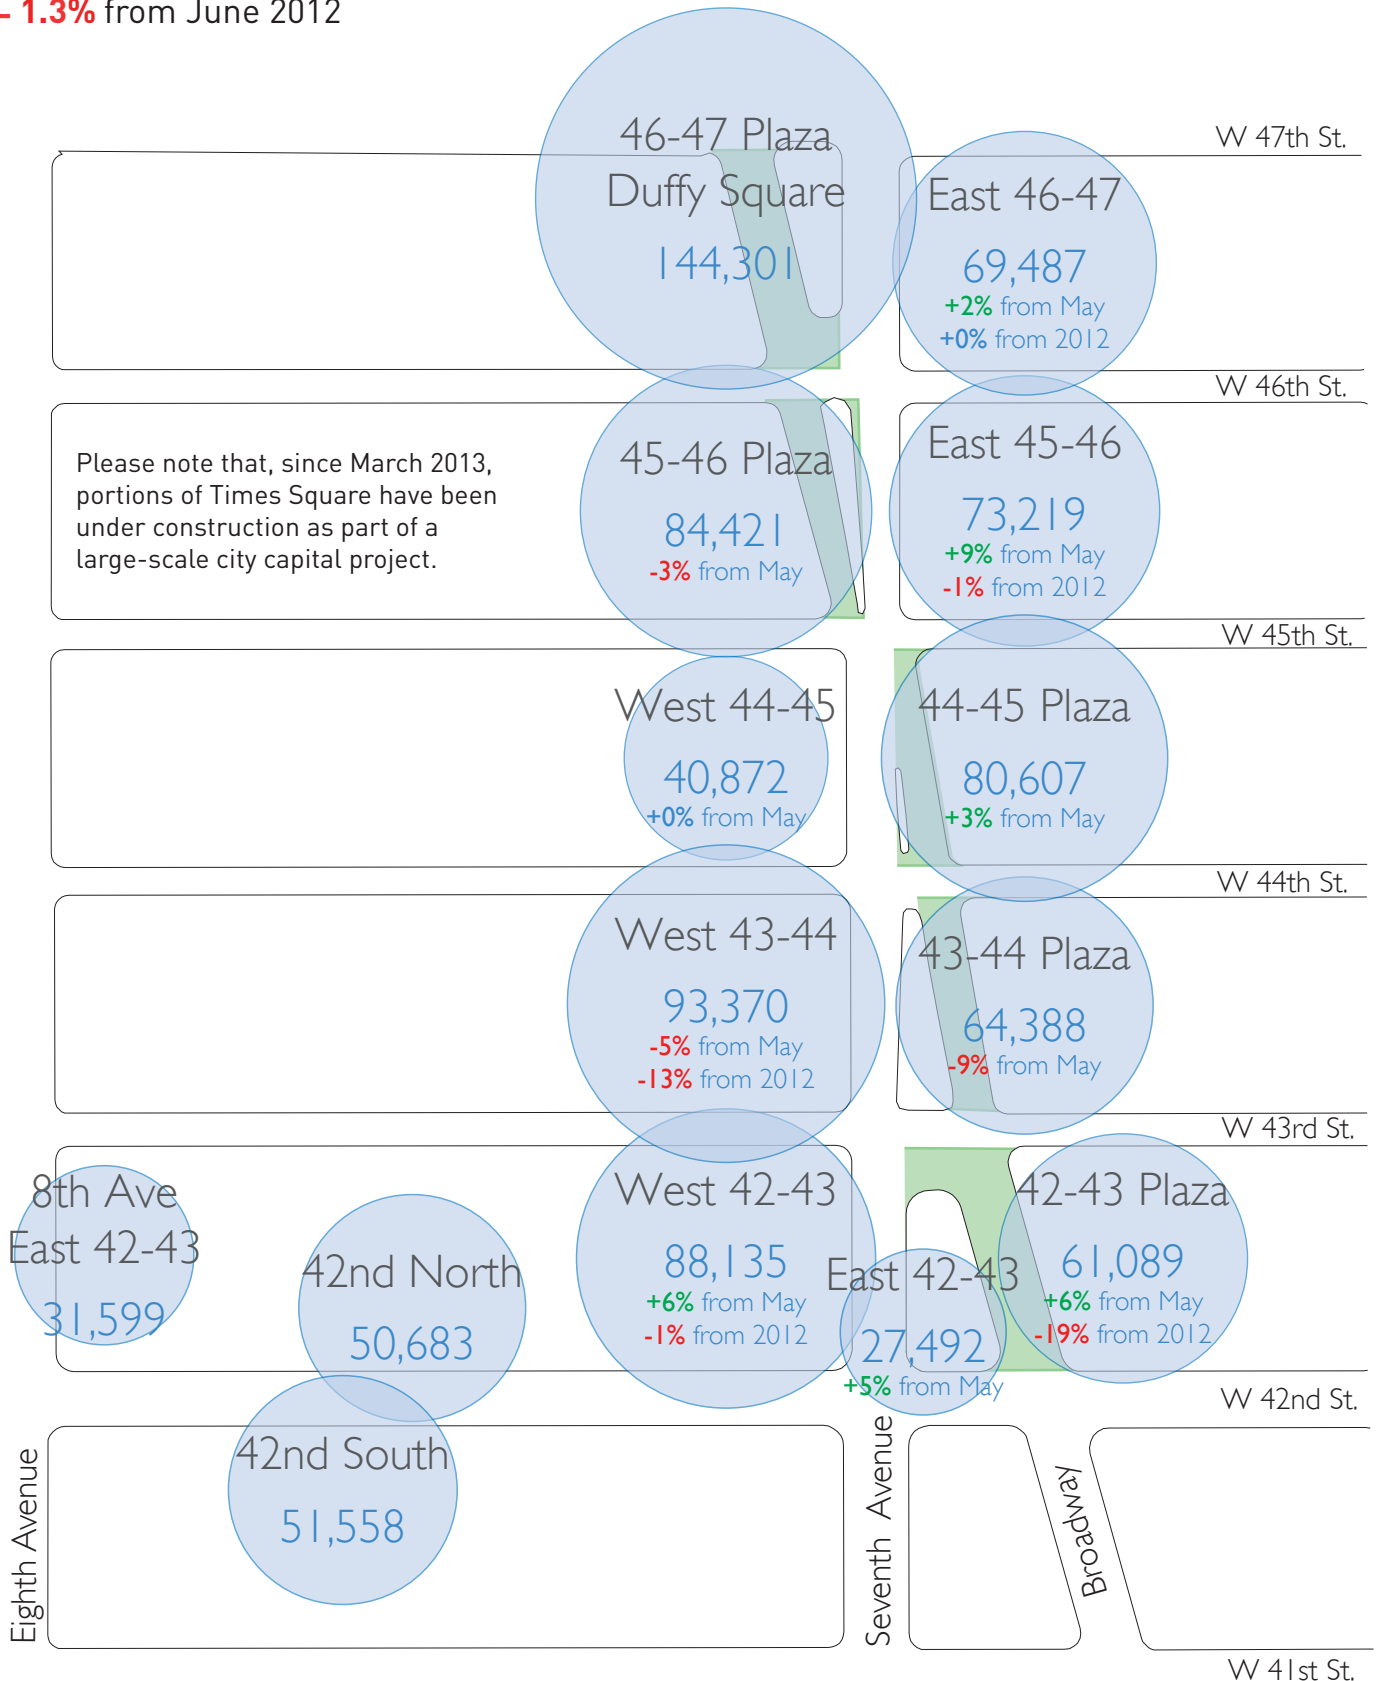 – 1.3% from June 2012
46-47 Plaza
Duffy Square
144,301
W 47th St.
East 46-47
69,487
+2% from May
+0% from 2012
W 46th St.
Please note that, since March 2013,
portions of Times Square have been
under construction as part of a
large-scale city capital project.
45-46 Plaza
84,421
-3% from May
East 45-46
73,219
+9% from May
-1% from 2012
W 45th St.
West 44-45
40,872
+0% from May
44-45 Plaza
80,607
+3% from May
W 44th St.
West 43-44
93,370
-5% from May
-13% from 2012
43-44 Plaza
64,388
-9% from May
W 43rd St.
8th Ave
East 42-43
31,599
42nd North
50,683
West 42-43
88,135
+6% from May
-1% from 2012
East 42-43
27,492
+5% from May
42-43 Plaza
61,089
+6% from May
-19% from 2012
W 42nd St.
42nd South
51,558
Eighth Avenue
Seventh Avenue
Broadway
W 41st St.